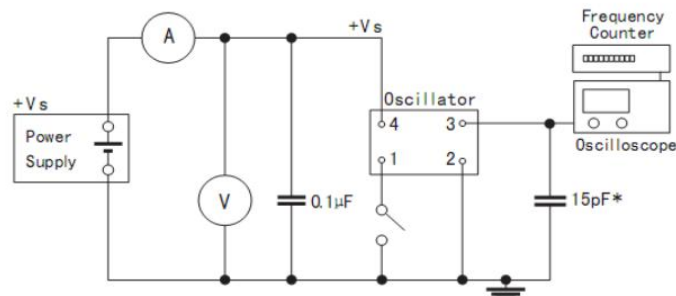 Frequency
Counter
A
+Vs
Oscillator
+Vs
4 3
Power
Supply
Oscilloscope
1 2
V
0.1μF
15pF*